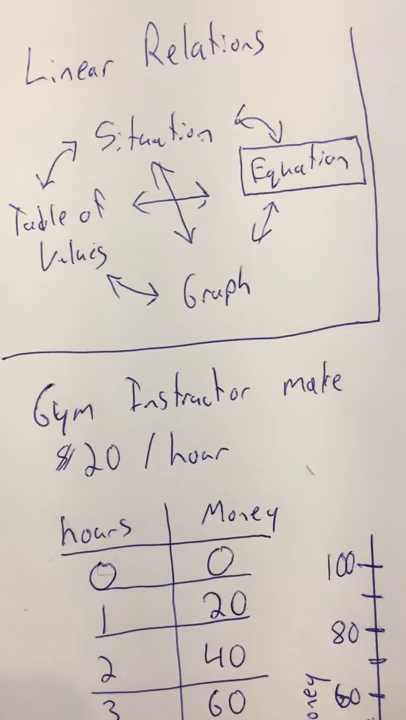 Linear Relations
Situation
Equation
Table of
Values
Graph
Gym Instructor make
$20 / hour
hours Money
0 0
1 20
2 40
3 60
100
80
60